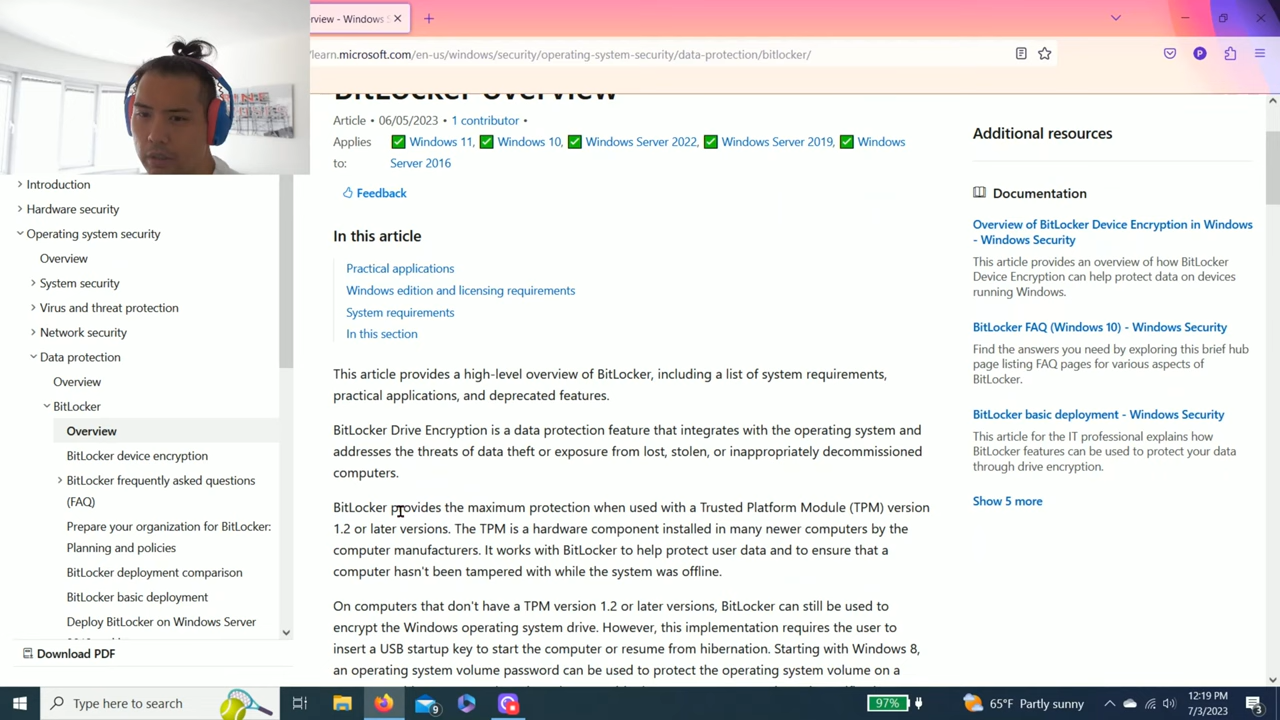 rview - Windows S
learn.microsoft.com/en-us/windows/security/operating-system-security/data-protection/bitlocker/
P
Introduction
Hardware security
Operating system security
Overview
System security
Virus and threat protection
Network security
Data protection
Overview
BitLocker
Overview
BitLocker device encryption
BitLocker frequently asked questions
(FAQ)
Prepare your organization for BitLocker:
Planning and policies
BitLocker deployment comparison
BitLocker basic deployment
Deploy BitLocker on Windows Server
Download PDF
BitLocker overview
Article • 06/05/2023 • 1 contributor •
Applies to: ✅ Windows 11, ✅ Windows 10, ✅ Windows Server 2022, ✅ Windows Server 2019, ✅ Windows
Server 2016
Feedback
In this article
Practical applications
Windows edition and licensing requirements
System requirements
In this section
This article provides a high-level overview of BitLocker, including a list of system requirements,
practical applications, and deprecated features.
BitLocker Drive Encryption is a data protection feature that integrates with the operating system and
addresses the threats of data theft or exposure from lost, stolen, or inappropriately decommissioned
computers.
BitLocker provides the maximum protection when used with a Trusted Platform Module (TPM) version
1.2 or later versions. The TPM is a hardware component installed in many newer computers by the
computer manufacturers. It works with BitLocker to help protect user data and to ensure that a
computer hasn't been tampered with while the system was offline.
On computers that don't have a TPM version 1.2 or later versions, BitLocker can still be used to
encrypt the Windows operating system drive. However, this implementation requires the user to
insert a USB startup key to start the computer or resume from hibernation. Starting with Windows 8,
an operating system volume password can be used to protect the operating system volume on a
Additional resources
Documentation
Overview of BitLocker Device Encryption in Windows
- Windows Security
This article provides an overview of how BitLocker
Device Encryption can help protect data on devices
running Windows.
BitLocker FAQ (Windows 10) - Windows Security
Find the answers you need by exploring this brief hub
page listing FAQ pages for various aspects of
BitLocker.
BitLocker basic deployment - Windows Security
This article for the IT professional explains how
BitLocker features can be used to protect your data
through drive encryption.
Show 5 more
Type here to search
9
97%
65°F Partly sunny
12:19 PM
7/3/2023
3